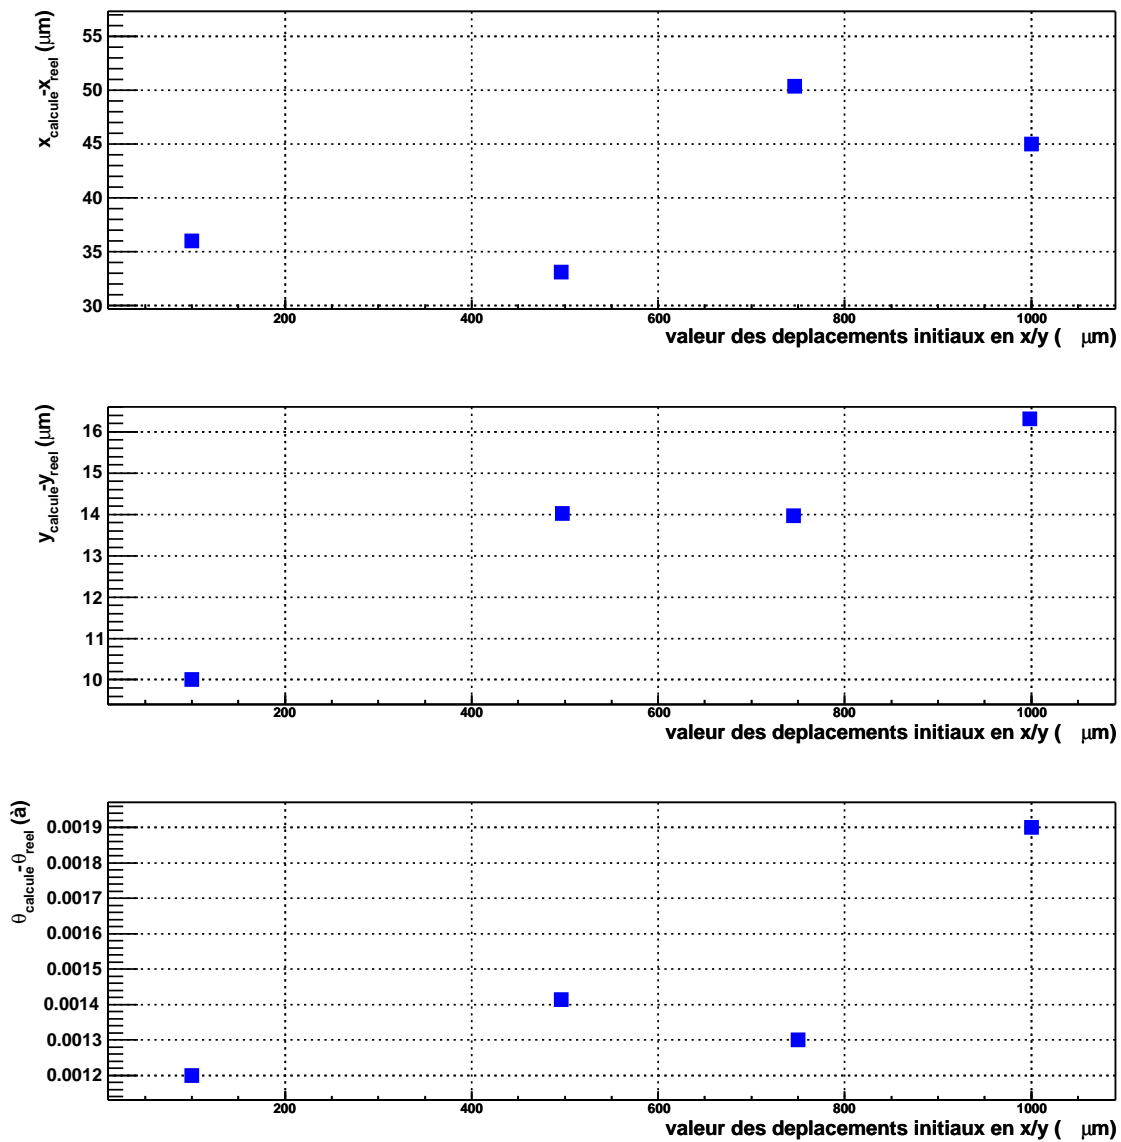 x_calcule-x_reel (μm)
55
50
45
40
35
30
200 400 600 800 1000
valeur des deplacements initiaux en x/y ( μm)
y_calcule-y_reel (μm)
16
15
14
13
12
11
10
200 400 600 800 1000
valeur des deplacements initiaux en x/y ( μm)
θ_calcule-θ_reel (à)
0.0019
0.0018
0.0017
0.0016
0.0015
0.0014
0.0013
0.0012
200 400 600 800 1000
valeur des deplacements initiaux en x/y ( μm)